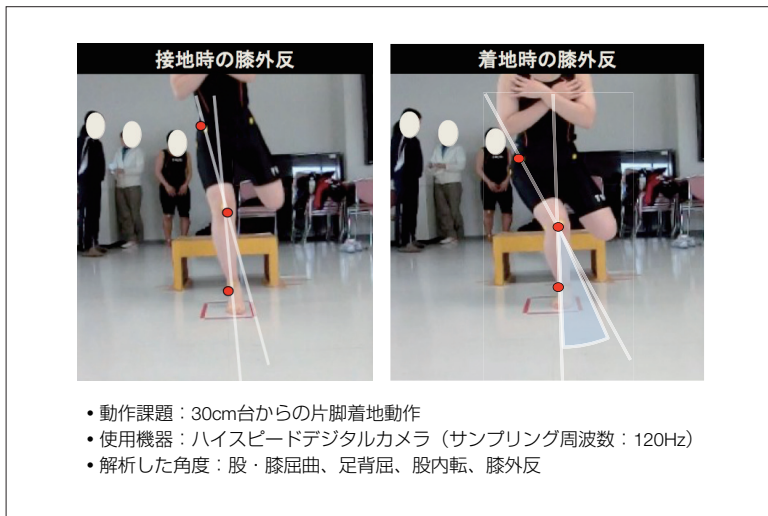 接地時の膝外反
着地時の膝外反
• 動作課題：30cm台からの片脚着地動作
• 使用機器：ハイスピードデジタルカメラ（サンプリング周波数：120Hz）
• 解析した角度：股・膝屈曲、足背屈、股内転、膝外反